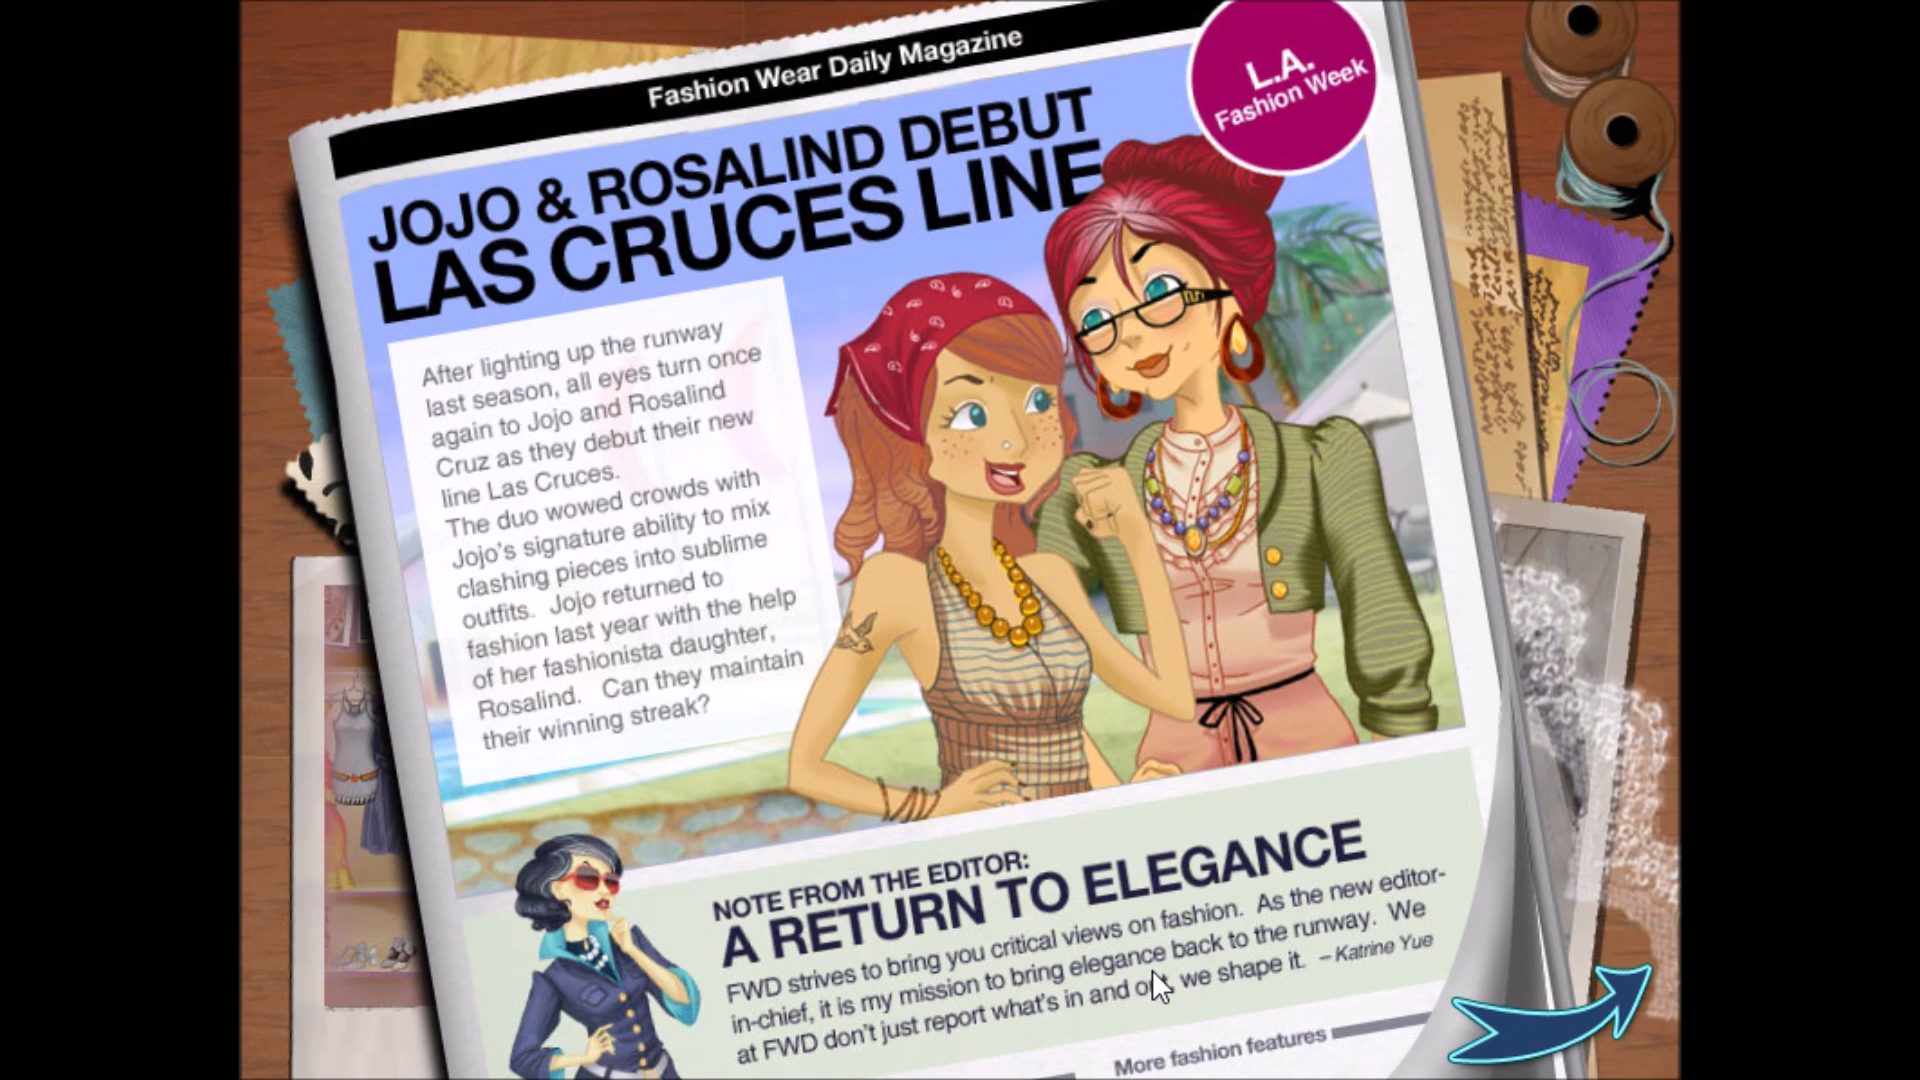 Fashion Wear Daily Magazine
L.A.
Fashion Week
JOJO & ROSALIND DEBUT
LAS CRUCES LINE
After lighting up the runway
last season, all eyes turn once
again to Jojo and Rosalind
Cruz as they debut their new
line Las Cruces.
The duo wowed crowds with
Jojo's signature ability to mix
clashing pieces into sublime
outfits.  Jojo returned to
fashion last year with the help
of her fashionista daughter,
Rosalind.   Can they maintain
their winning streak?
NOTE FROM THE EDITOR:
A RETURN TO ELEGANCE
FWD strives to bring you critical views on fashion.  As the new editor-
in-chief, it is my mission to bring elegance back to the runway.  We
at FWD don't just report what's in and out, we shape it.  – Katrine Yue
More fashion features